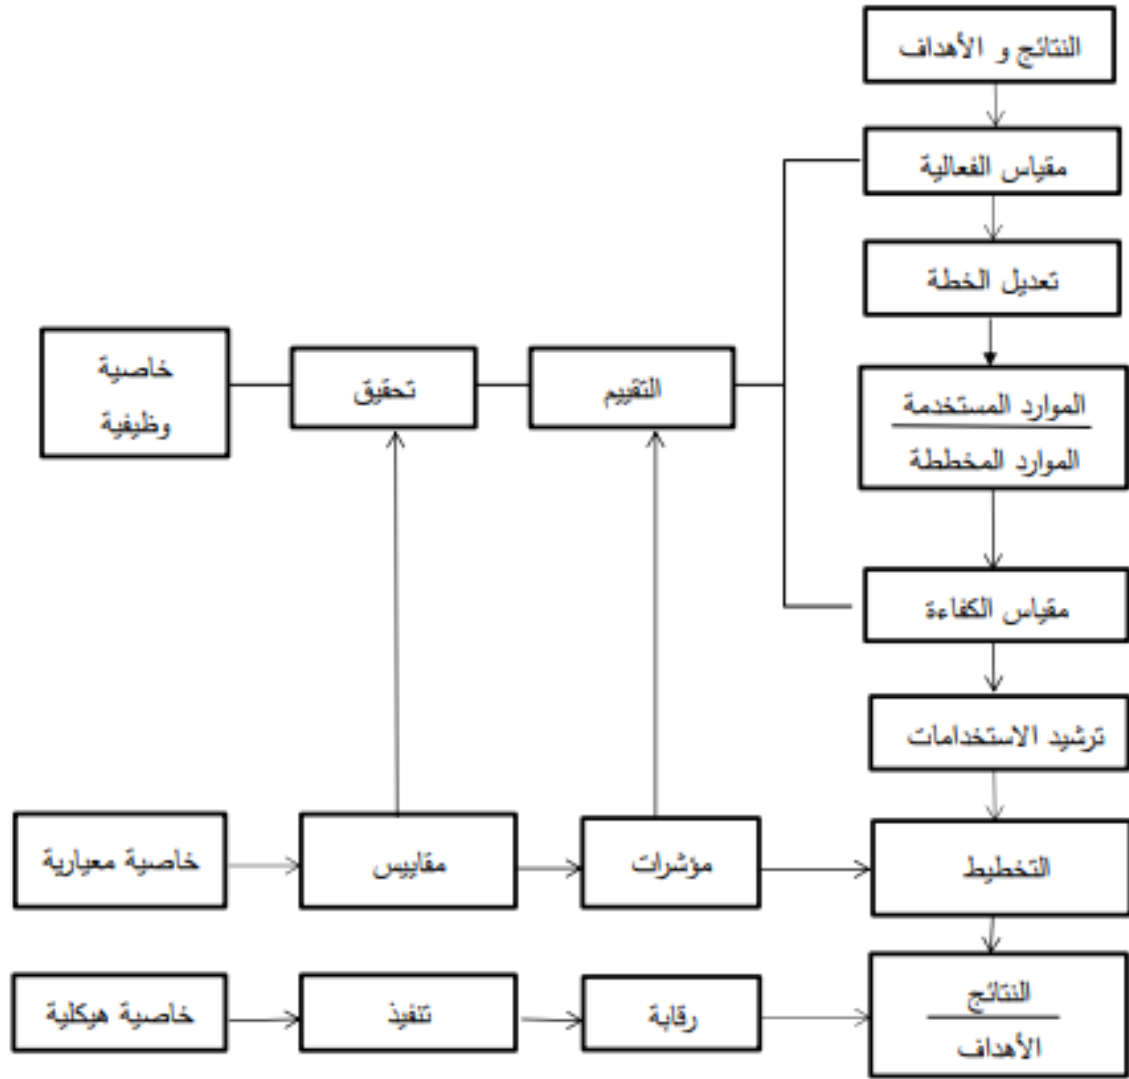 النتائج و الأهداف
مقياس الفعالية
تعديل الخطة
الموارد المستخدمة
الموارد المخططة
التقييم
تحقيق
خاصية
وظيفية
مقياس الكفاءة
ترشيد الاستخدامات
التخطيط
مؤشرات
مقاييس
خاصية معيارية
النتائج
الأهداف
رقابة
تنفيذ
خاصية هيكلية